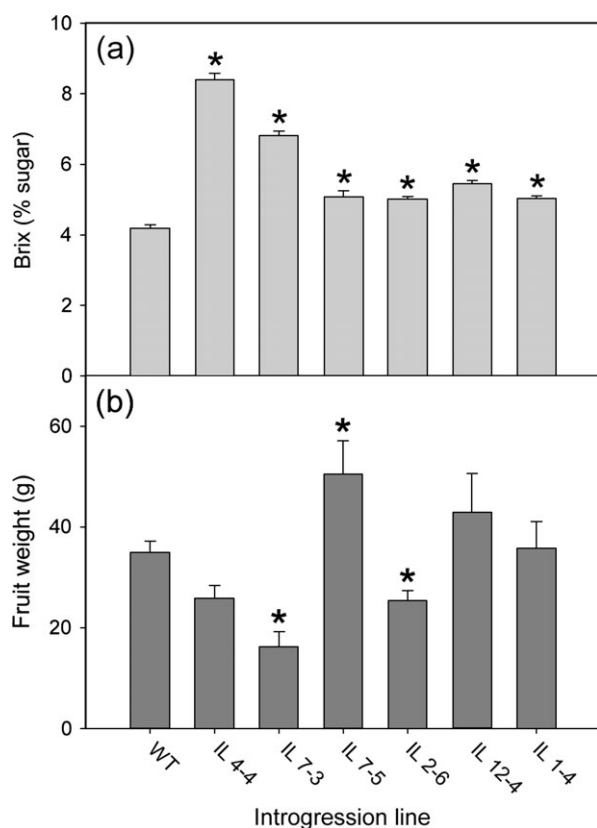 (a)
Brix (% sugar)
10
8
6
4
2
0
* * * * * *
(b)
Fruit weight (g)
60
40
20
0
* * *
WT IL 4-4 IL 7-3 IL 7-5 IL 2-6 IL 12-4 IL 1-4
Introgression line